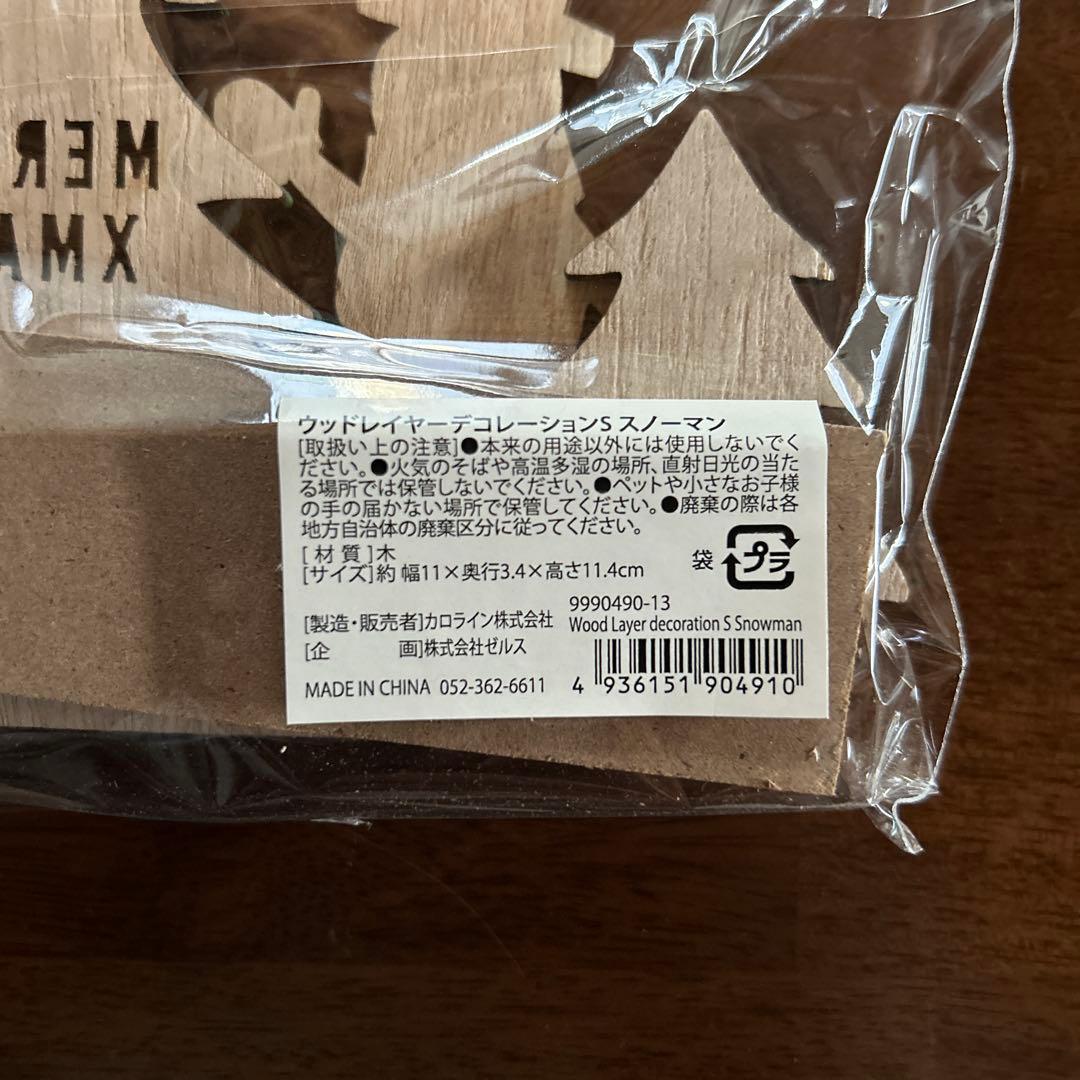 MER
XMA
ウッドレイヤーデコレーションS スノーマン
[取扱い上の注意]●本来の用途以外には使用しないでく
ださい。●火気のそばや高温多湿の場所、直射日光の当た
る場所では保管しないでください。●ペットや小さなお子様
の手の届かない場所で保管してください。●廃棄の際は各
地方自治体の廃棄区分に従ってください。
[材質]木
[サイズ]約 幅11×奥行3.4×高さ11.4cm
袋 プラ
[製造・販売者]カロライン株式会社
[企 画]株式会社ゼルス
MADE IN CHINA 052-362-6611
9990490-13
Wood Layer decoration S Snowman
4 936151 904910